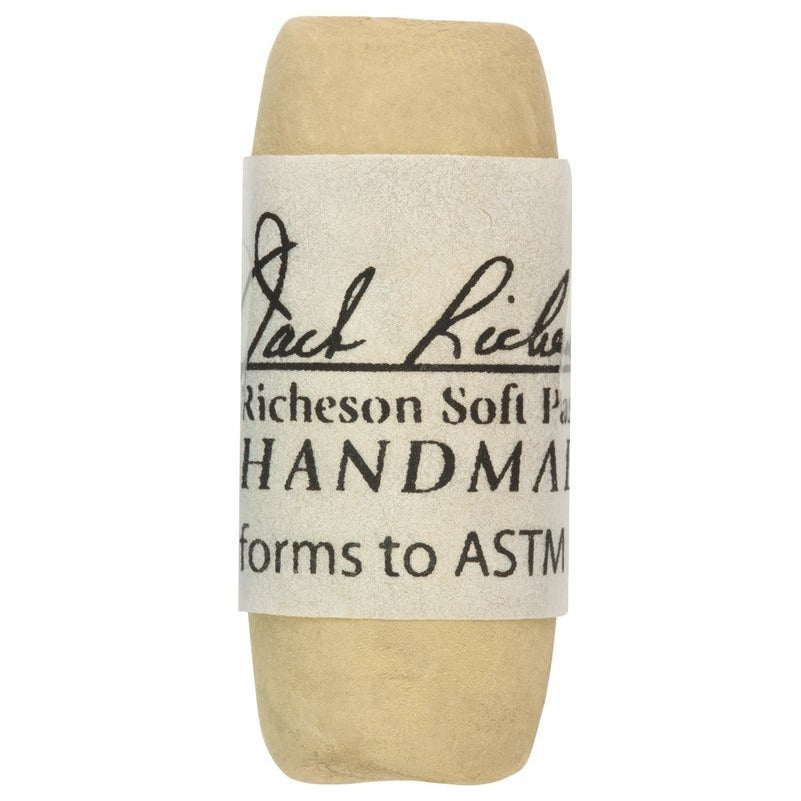 Jack Riche
Richeson Soft Pa
HANDMA
forms to ASTM